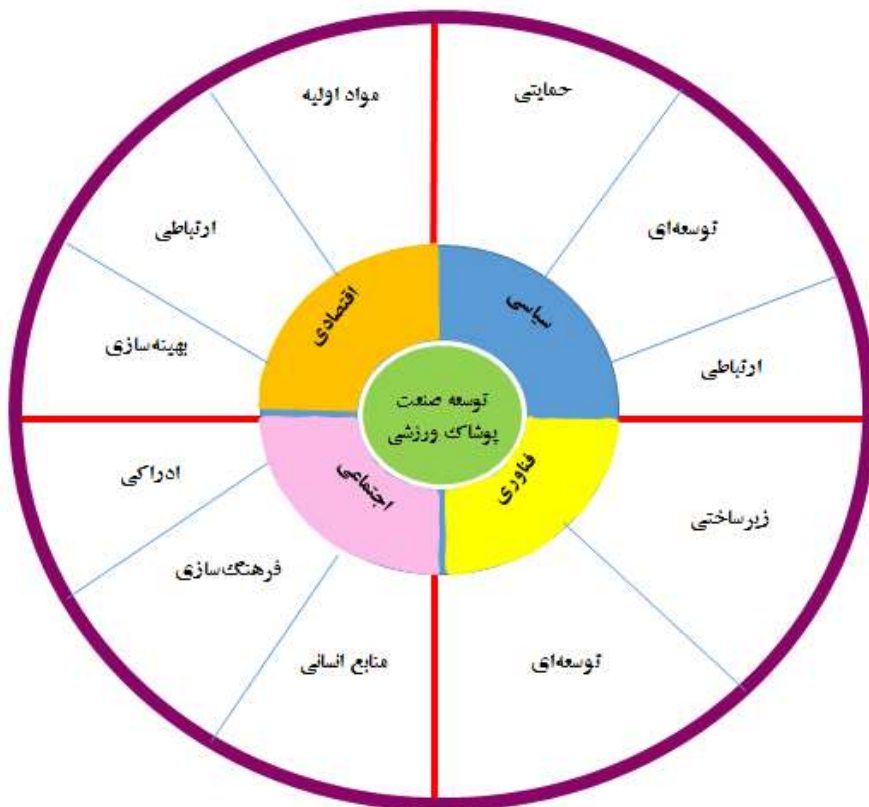 حمایتی
مواد اولیه
توسعه‌ای
ارتباطی
سیاسی
اقتصادی
بهینه‌سازی
ارتباطی
توسعه صنعت
پوشاک ورزشی
ادراکی
اجتماعی
فناوری
زیرساختی
فرهنگ‌سازی
منابع انسانی
توسعه‌ای